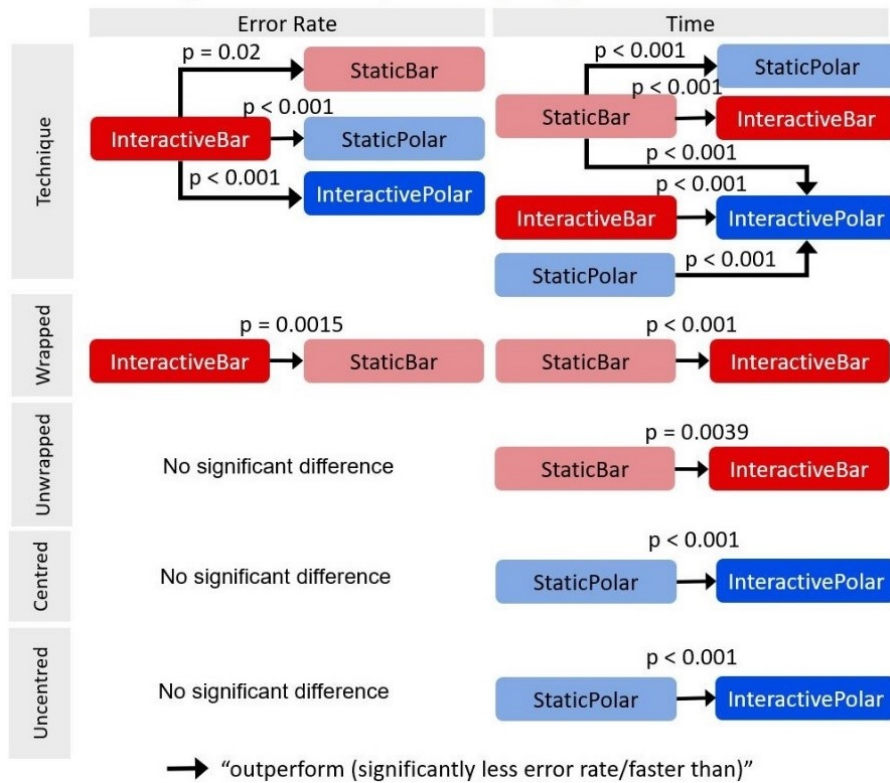 Error Rate
Time
Technique
p = 0.02
StaticBar
p < 0.001
InteractiveBar
StaticPolar
p < 0.001
InteractivePolar
p < 0.001
StaticPolar
p < 0.001
StaticBar
InteractiveBar
p < 0.001
p < 0.001
InteractiveBar
InteractivePolar
StaticPolar
p < 0.001
Wrapped
p = 0.0015
InteractiveBar
StaticBar
p < 0.001
StaticBar
InteractiveBar
Unwrapped
No significant difference
p = 0.0039
StaticBar
InteractiveBar
Centred
No significant difference
p < 0.001
StaticPolar
InteractivePolar
Uncentred
No significant difference
p < 0.001
StaticPolar
InteractivePolar
“outperform (significantly less error rate/faster than)”